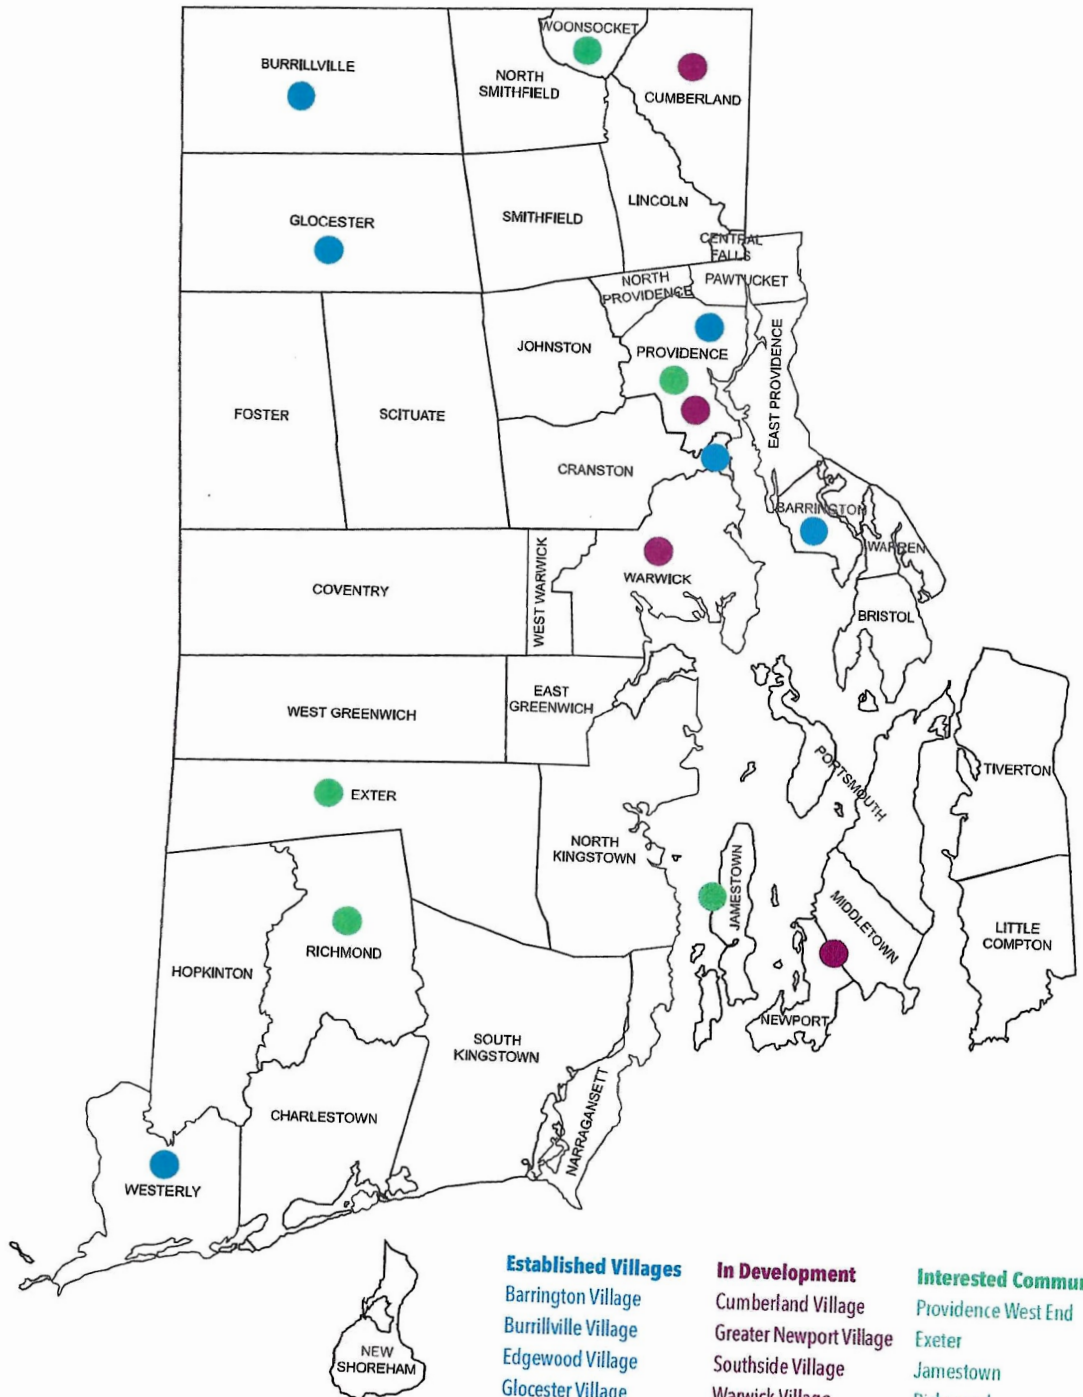 WOONSOCKET
BURRILLVILLE
NORTH
SMITHFIELD
CUMBERLAND
GLOCESTER
SMITHFIELD
LINCOLN
CENTRAL
FALLS
NORTH
PROVIDENCE
PAWTUCKET
JOHNSTON
PROVIDENCE
EAST PROVIDENCE
FOSTER
SCITUATE
CRANSTON
BARRINGTON
WARREN
COVENTRY
WEST WARWICK
WARWICK
BRISTOL
WEST GREENWICH
EAST
GREENWICH
TIVERTON
PORTSMOUTH
EXTER
NORTH
KINGSTOWN
JAMESTOWN
MIDDLETOWN
LITTLE
COMPTON
RICHMOND
HOPKINTON
NEWPORT
SOUTH
KINGSTOWN
CHARLESTOWN
NARRAGANSETT
WESTERLY
NEW
SHOREHAM
Established Villages
Barrington Village
Burrillville Village
Edgewood Village
Glocester Village
In Development
Cumberland Village
Greater Newport Village
Southside Village
Warwick Village
Interested Commun
Providence West End
Exeter
Jamestown